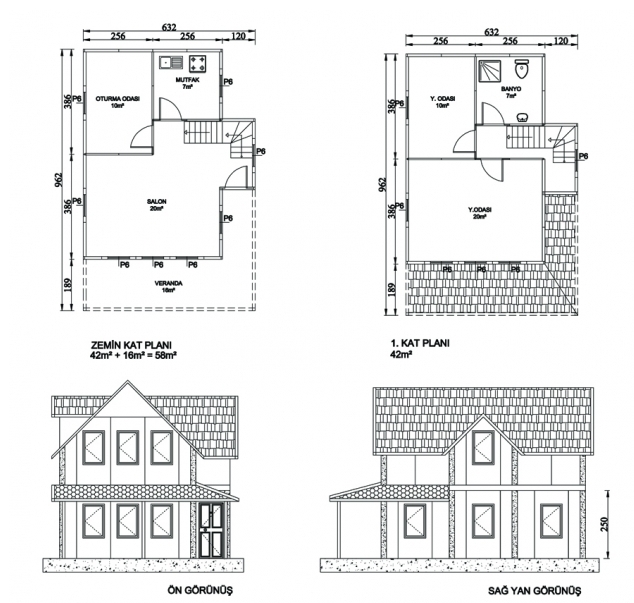 632
256 256 120
386
386
962
189
MUTFAK
7m²
OTURMA ODASI
10m²
P6
P6
P6
SALON
20m²
P6
P6
P6 P6 P6
VERANDA
16m²
ZEMİN KAT PLANI
42m² + 16m² = 58m²
632
256 256 120
386
386
962
189
BANYO
7m²
Y. ODASI
10m²
P6
P6
Y.ODASI
20m²
P6
P6 P6 P6
1. KAT PLANI
42m²
ÖN GÖRÜNÜŞ
250
SAĞ YAN GÖRÜNÜŞ